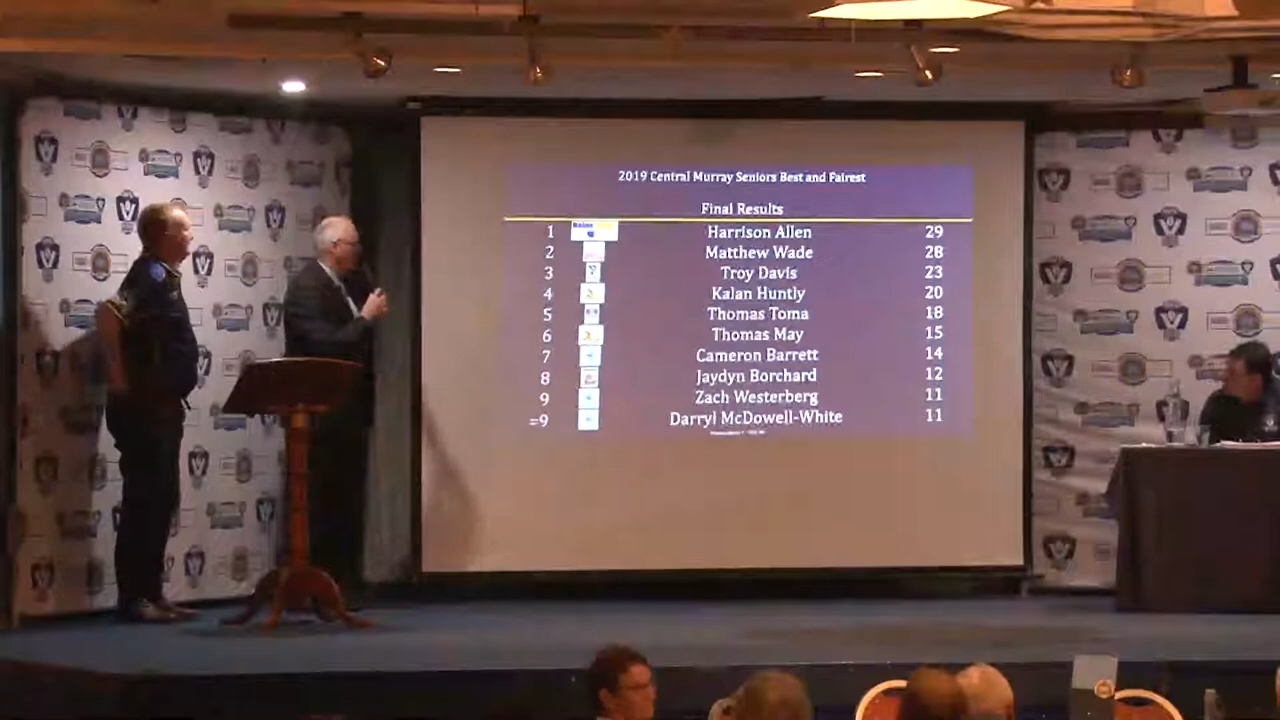 2019 Central Murray Seniors Best and Fairest
Final Results
1 Harrison Allen 29
2 Matthew Wade 28
3 Troy Davis 23
4 Kalan Huntly 20
5 Thomas Toma 18
6 Thomas May 15
7 Cameron Barrett 14
8 Jaydyn Borchard 12
9 Zach Westerberg 11
=9 Darryl McDowell-White 11